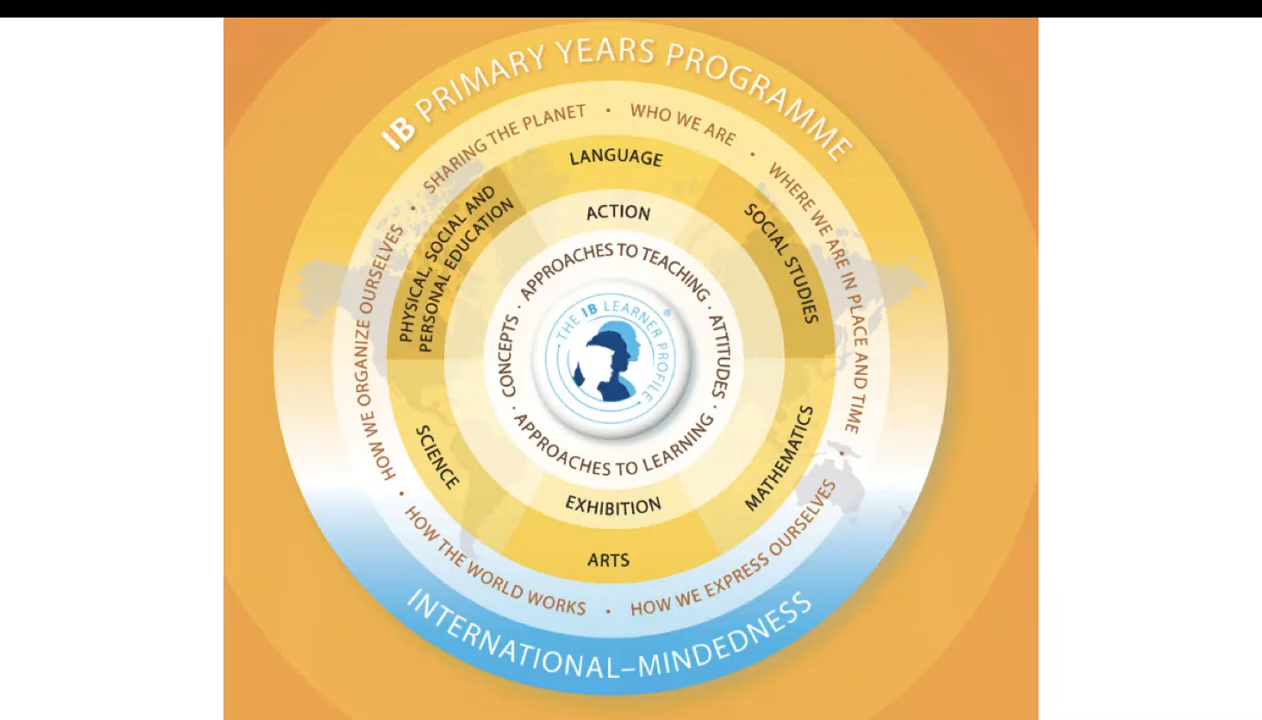 IB PRIMARY YEARS PROGRAMME
SHARING THE PLANET · WHO WE ARE · WHERE WE ARE IN PLACE AND TIME · HOW WE EXPRESS OURSELVES · HOW THE WORLD WORKS · HOW WE ORGANIZE OURSELVES ·
LANGUAGE
SOCIAL STUDIES
MATHEMATICS
ARTS
SCIENCE
PHYSICAL, SOCIAL AND
PERSONAL EDUCATION
ACTION
EXHIBITION
APPROACHES TO TEACHING · ATTITUDES · APPROACHES TO LEARNING · CONCEPTS ·
THE IB LEARNER PROFILE
®
INTERNATIONAL–MINDEDNESS